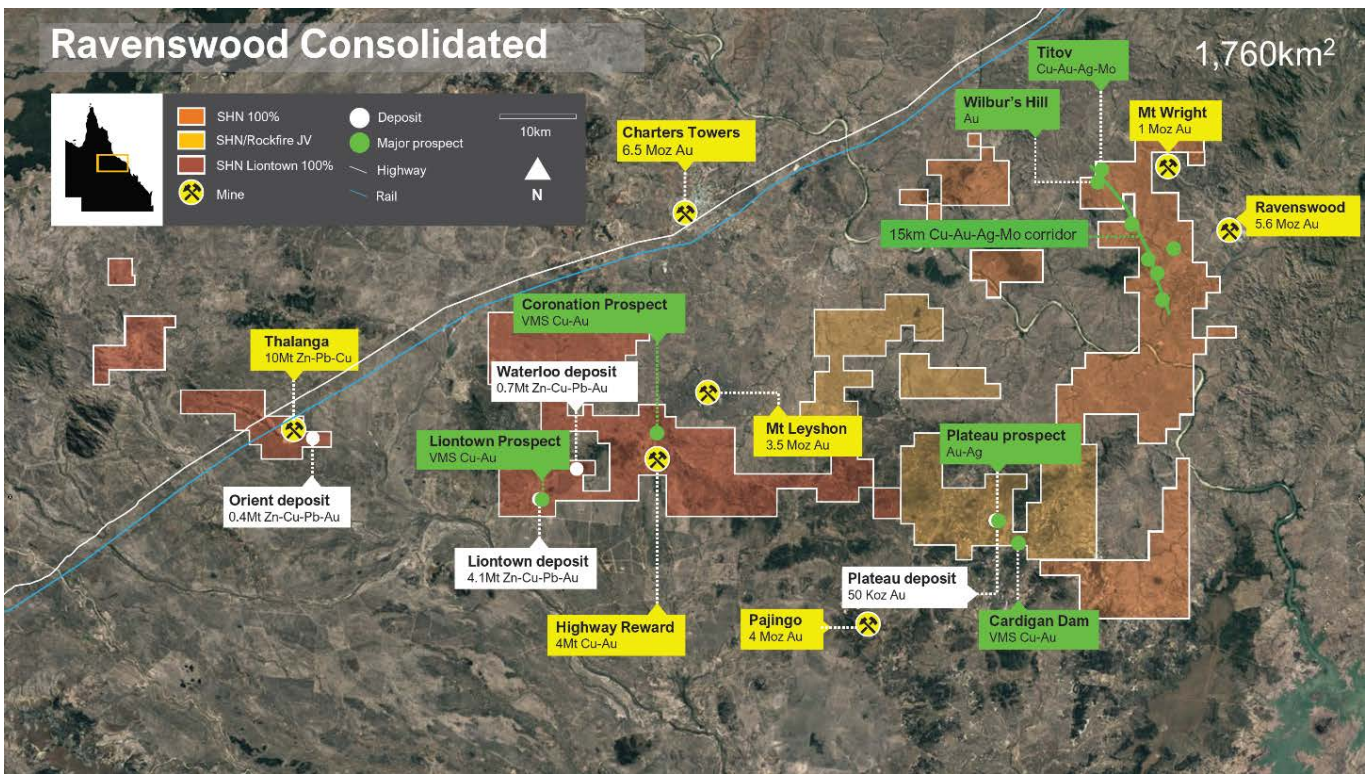 Ravenswood Consolidated
1,760km²
SHN 100%
SHN/Rockfire JV
SHN Liontown 100%
Mine
Deposit
Major prospect
Highway
Rail
10km
N
Charters Towers
6.5 Moz Au
Titov
Cu-Au-Ag-Mo
Wilbur's Hill
Au
Mt Wright
1 Moz Au
Ravenswood
5.6 Moz Au
15km Cu-Au-Ag-Mo corridor
Coronation Prospect
VMS Cu-Au
Thalanga
10Mt Zn-Pb-Cu
Waterloo deposit
0.7Mt Zn-Cu-Pb-Au
Mt Leyshon
3.5 Moz Au
Liontown Prospect
VMS Cu-Au
Plateau prospect
Au-Ag
Orient deposit
0.4Mt Zn-Cu-Pb-Au
Liontown deposit
4.1Mt Zn-Cu-Pb-Au
Plateau deposit
50 Koz Au
Highway Reward
4Mt Cu-Au
Pajingo
4 Moz Au
Cardigan Dam
VMS Cu-Au